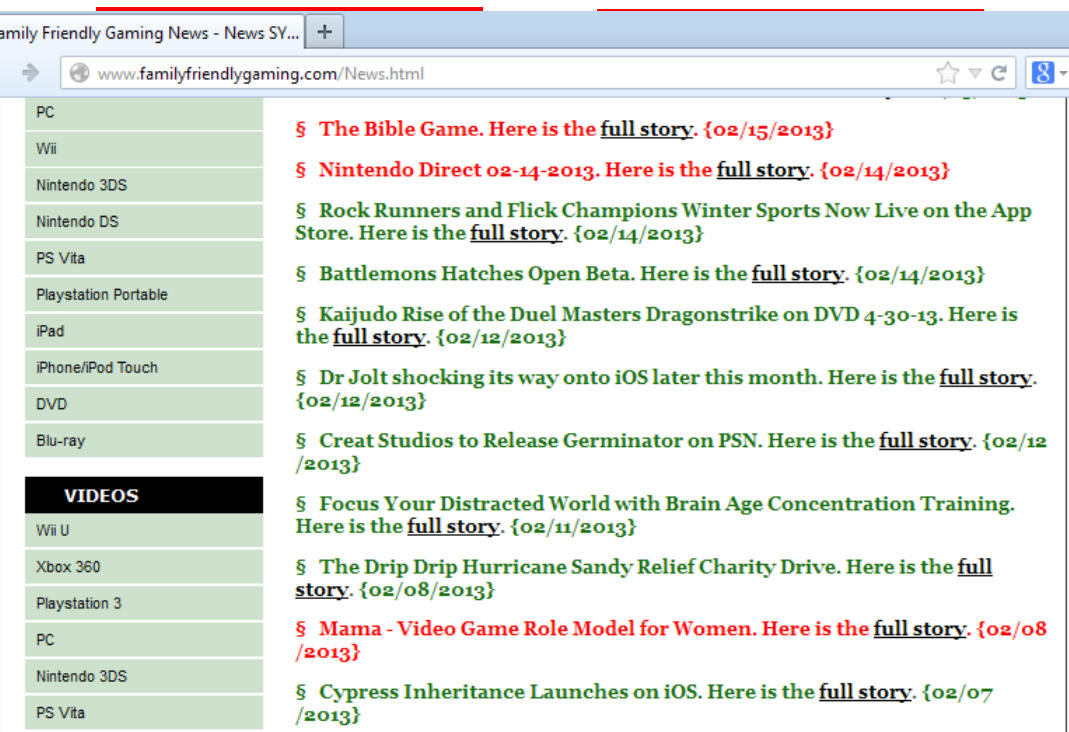 amily Friendly Gaming News - News SY...
www.familyfriendlygaming.com/News.html
PC
Wii
Nintendo 3DS
Nintendo DS
PS Vita
Playstation Portable
iPad
iPhone/iPod Touch
DVD
Blu-ray
VIDEOS
Wii U
Xbox 360
Playstation 3
PC
Nintendo 3DS
PS Vita
§ The Bible Game. Here is the full story. {02/15/2013}
§ Nintendo Direct 02-14-2013. Here is the full story. {02/14/2013}
§ Rock Runners and Flick Champions Winter Sports Now Live on the App
Store. Here is the full story. {02/14/2013}
§ Battlemons Hatches Open Beta. Here is the full story. {02/14/2013}
§ Kaijudo Rise of the Duel Masters Dragonstrike on DVD 4-30-13. Here is
the full story. {02/12/2013}
§ Dr Jolt shocking its way onto iOS later this month. Here is the full story.
{02/12/2013}
§ Creat Studios to Release Germinator on PSN. Here is the full story. {02/12
/2013}
§ Focus Your Distracted World with Brain Age Concentration Training.
Here is the full story. {02/11/2013}
§ The Drip Drip Hurricane Sandy Relief Charity Drive. Here is the full
story. {02/08/2013}
§ Mama - Video Game Role Model for Women. Here is the full story. {02/08
/2013}
§ Cypress Inheritance Launches on iOS. Here is the full story. {02/07
/2013}